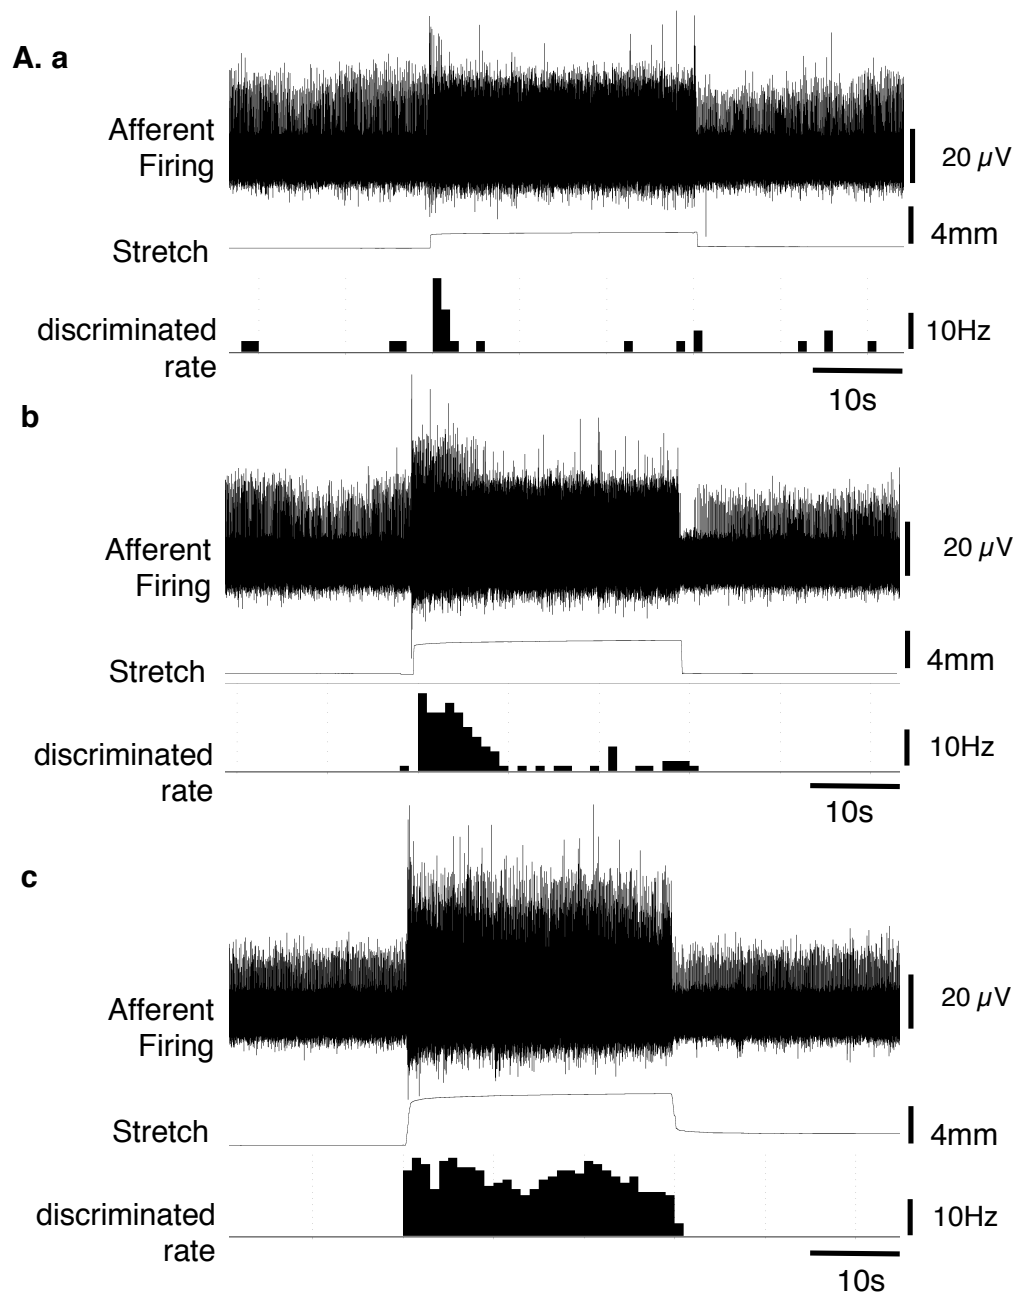 A. a
Afferent
Firing
20 µV
Stretch
4mm
discriminated
rate
10Hz
10s
b
Afferent
Firing
20 µV
Stretch
4mm
discriminated
rate
10Hz
10s
c
Afferent
Firing
20 µV
Stretch
4mm
discriminated
rate
10Hz
10s